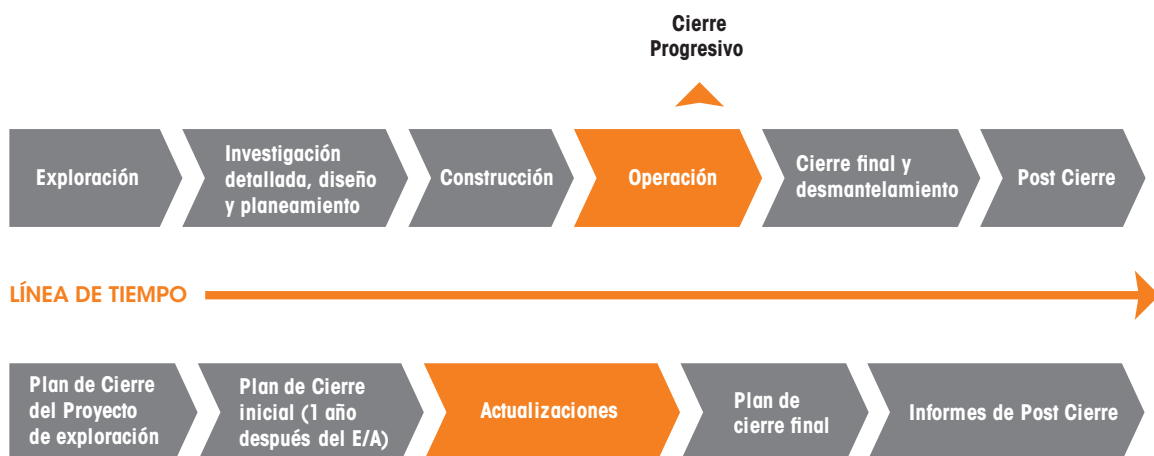 Cierre
Progresivo
Exploración
Investigación
detallada, diseño
y planeamiento
Construcción
Operación
Cierre final y
desmantelamiento
Post Cierre
LÍNEA DE TIEMPO
Plan de Cierre
del Proyecto
de exploración
Plan de Cierre
inicial (1 año
después del E/A)
Actualizaciones
Plan de
cierre final
Informes de Post Cierre